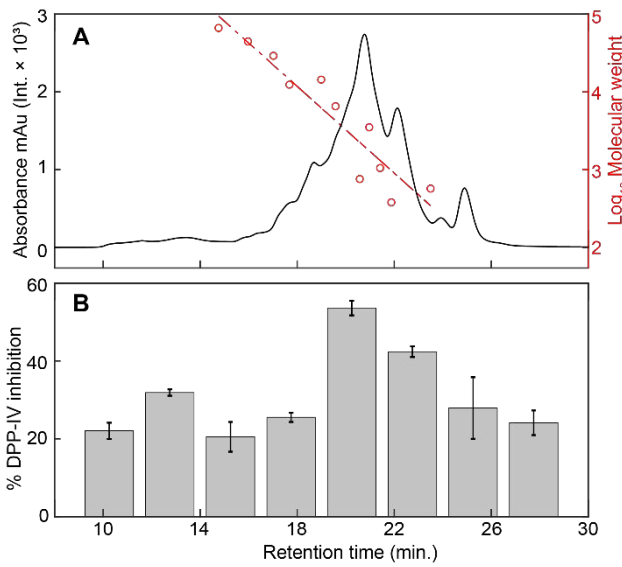 A
3
2
1
0
Absorbance mAu (Int. × 10³)
5
4
3
2
Log₁₀ Molecular weight
B
60
40
20
0
% DPP-IV inhibition
10 14 18 22 26 30
Retention time (min.)